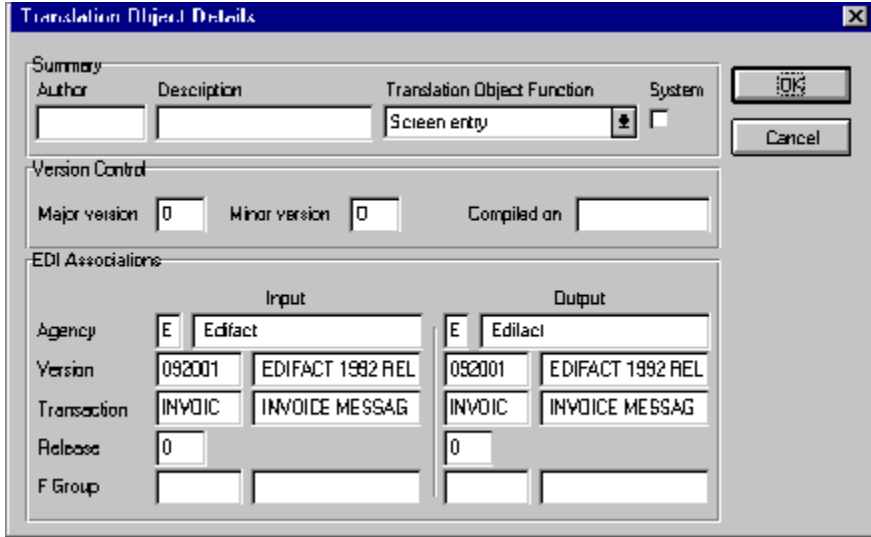 Translation Object Details
Summary
Author Description Translation Object Function System
Screen entry
OK
Cancel
Version Control
Major version 0 Minor version 0 Compiled on
EDI Associations
Input Output
Agency E Edifact E Edifact
Version 092001 EDIFACT 1992 REL 092001 EDIFACT 1992 REL
Transaction INVOIC INVOICE MESSAG INVOIC INVOICE MESSAG
Release 0 0
F Group